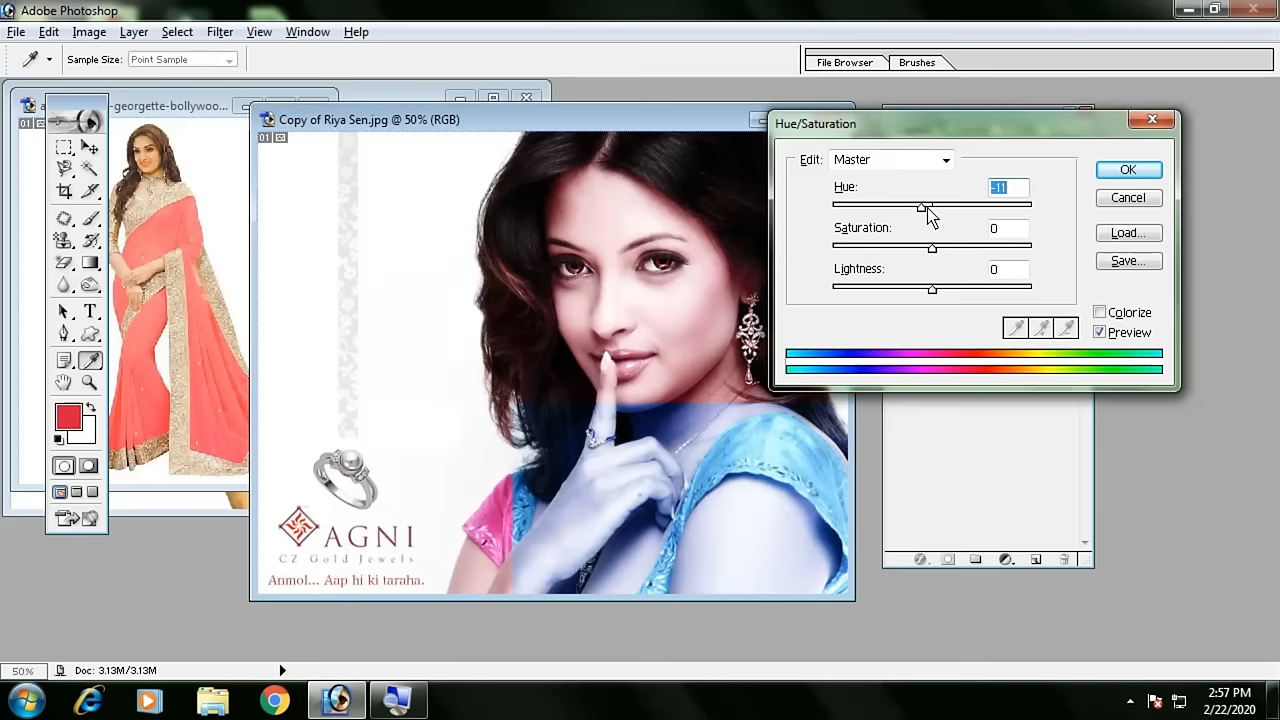 Adobe Photoshop
File Edit Image Layer Select Filter View Window Help
Sample Size: Point Sample
File Browser Brushes
-georgette-bollywoo...
01
Copy of Riya Sen.jpg @ 50% (RGB)
01
AGNI
CZ Gold Jewels
Anmol... Aap hi ki taraha.
Hue/Saturation
Edit: Master
Hue: -11
Saturation: 0
Lightness: 0
OK
Cancel
Load...
Save...
Colorize
Preview
50% Doc: 3.13M/3.13M
2:57 PM
2/22/2020